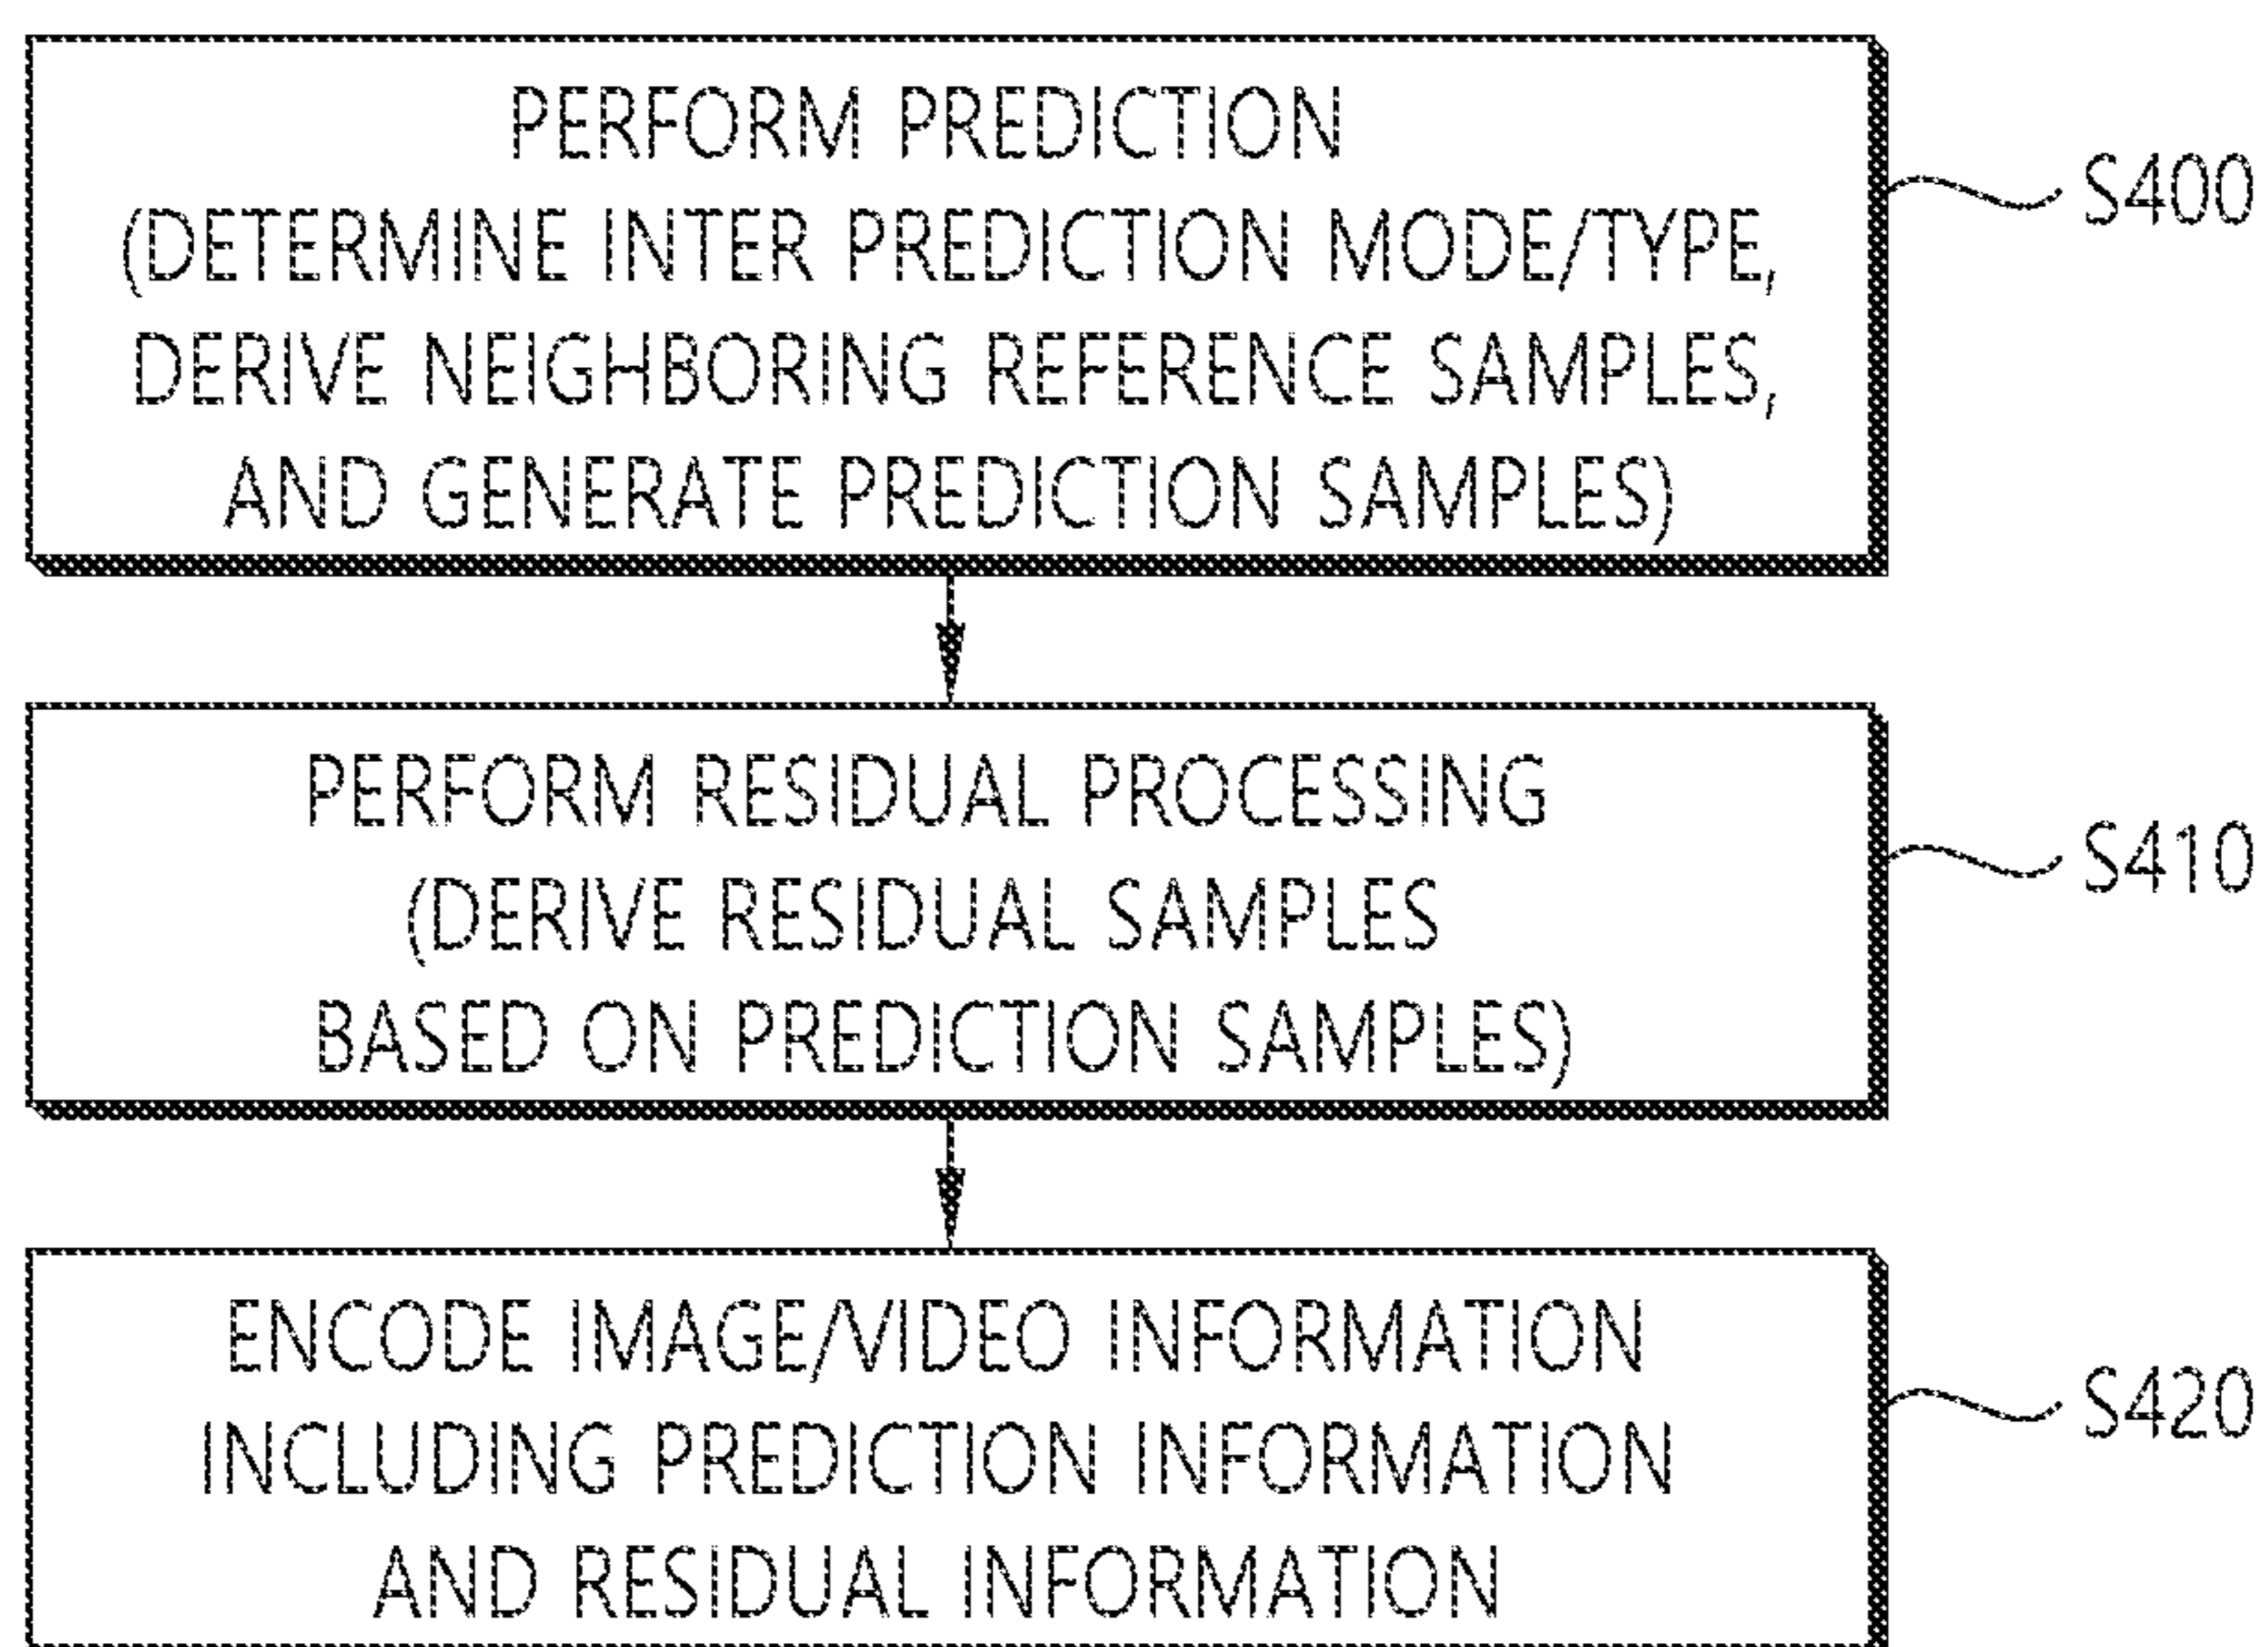 PERFORM PREDICTION
(DETERMINE INTER PREDICTION MODE/TYPE,
DERIVE NEIGHBORING REFERENCE SAMPLES,
AND GENERATE PREDICTION SAMPLES)
S400
PERFORM RESIDUAL PROCESSING
(DERIVE RESIDUAL SAMPLES
BASED ON PREDICTION SAMPLES)
S410
ENCODE IMAGE/VIDEO INFORMATION
INCLUDING PREDICTION INFORMATION
AND RESIDUAL INFORMATION
S420